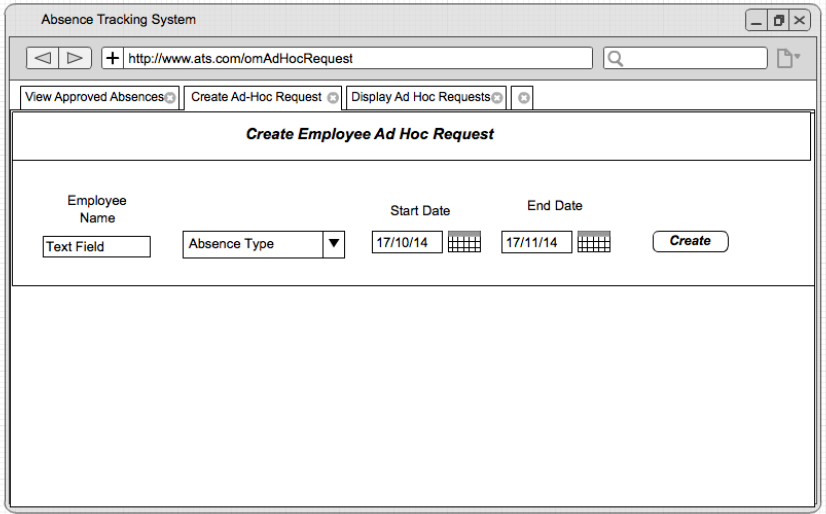 Absence Tracking System
http://www.ats.com/omAdHocRequest
View Approved Absences Create Ad-Hoc Request Display Ad Hoc Requests
Create Employee Ad Hoc Request
Employee
Name
Start Date
End Date
Text Field
Absence Type
17/10/14
17/11/14
Create